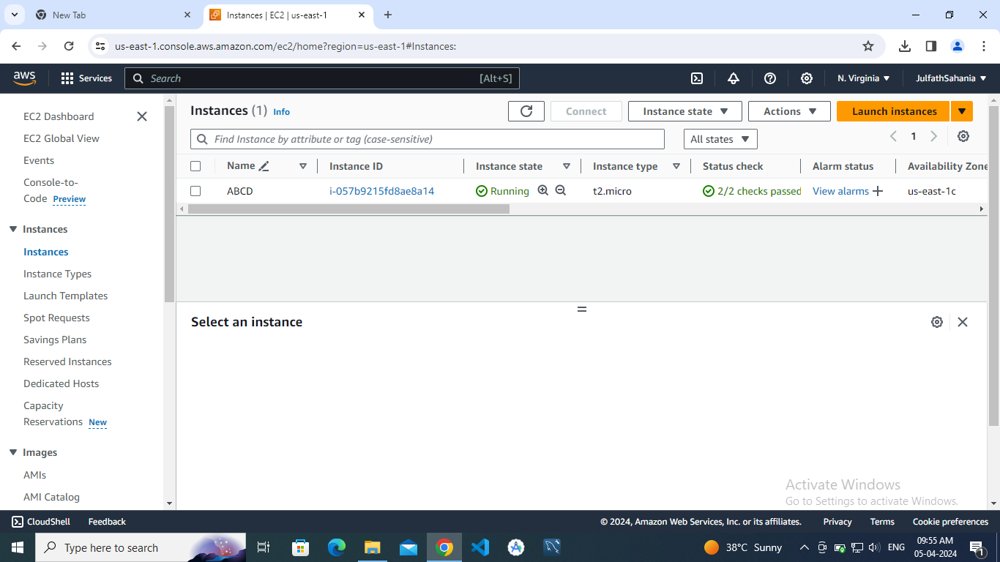 New Tab
Instances | EC2 | us-east-1
us-east-1.console.aws.amazon.com/ec2/home?region=us-east-1#Instances:
aws
Services
Search
[Alt+S]
N. Virginia
JulfathSahania
EC2 Dashboard
EC2 Global View
Events
Console-to-
Code Preview
Instances
Instances
Instance Types
Launch Templates
Spot Requests
Savings Plans
Reserved Instances
Dedicated Hosts
Capacity
Reservations New
Images
AMIs
AMI Catalog
Instances (1) Info
Connect
Instance state
Actions
Launch instances
Find Instance by attribute or tag (case-sensitive)
All states
1
Name Instance ID Instance state Instance type Status check Alarm status Availability Zone
ABCD i-057b9215fd8ae8a14 Running t2.micro 2/2 checks passed View alarms us-east-1c
Select an instance
Activate Windows
Go to Settings to activate Windows.
CloudShell Feedback © 2024, Amazon Web Services, Inc. or its affiliates. Privacy Terms Cookie preferences
Type here to search
38°C Sunny
ENG
09:55 AM
05-04-2024
1